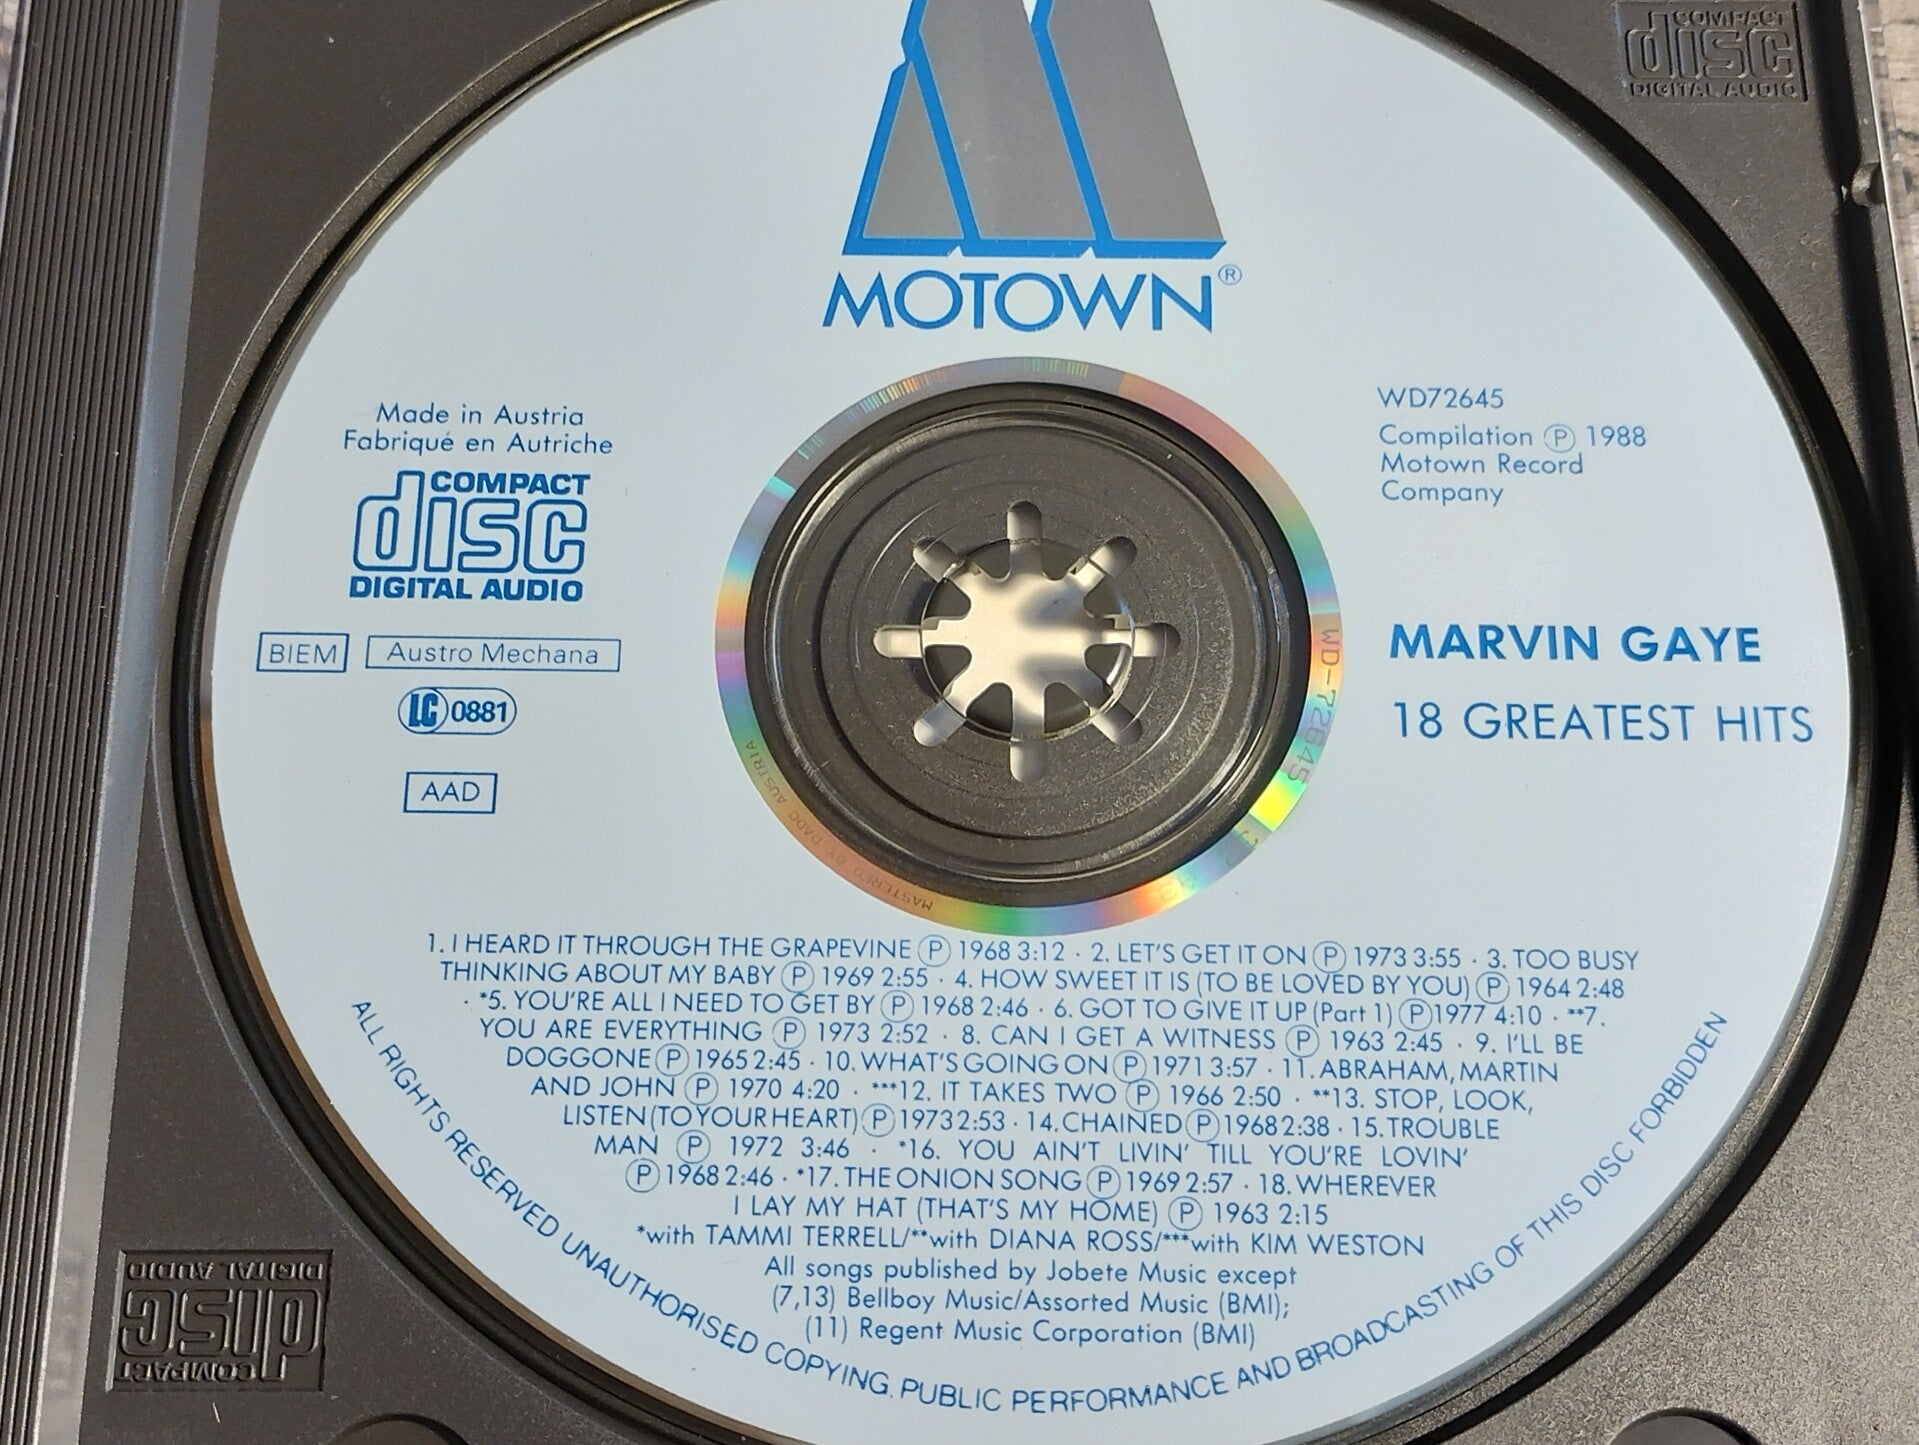 COMPACT
disc
DIGITAL AUDIO
MOTOWN®
Made in Austria
Fabriqué en Autriche
COMPACT
disc
DIGITAL AUDIO
BIEM
Austro Mechana
LC 0881
AAD
WD72645
Compilation Ⓟ 1988
Motown Record
Company
MARVIN GAYE
18 GREATEST HITS
WD-72645
MASTERED BY DADC AUSTRIA
1. I HEARD IT THROUGH THE GRAPEVINE Ⓟ 1968 3:12 · 2. LET'S GET IT ON Ⓟ 1973 3:55 · 3. TOO BUSY
THINKING ABOUT MY BABY Ⓟ 1969 2:55 · 4. HOW SWEET IT IS (TO BE LOVED BY YOU) Ⓟ 1964 2:48
· *5. YOU'RE ALL I NEED TO GET BY Ⓟ 1968 2:46 · 6. GOT TO GIVE IT UP (Part 1) Ⓟ 1977 4:10 · **7.
YOU ARE EVERYTHING Ⓟ 1973 2:52 · 8. CAN I GET A WITNESS Ⓟ 1963 2:45 · 9. I'LL BE
DOGGONE Ⓟ 1965 2:45 · 10. WHAT'S GOING ON Ⓟ 1971 3:57 · 11. ABRAHAM, MARTIN
AND JOHN Ⓟ 1970 4:20 · ***12. IT TAKES TWO Ⓟ 1966 2:50 · **13. STOP, LOOK,
LISTEN (TO YOUR HEART) Ⓟ 1973 2:53 · 14. CHAINED Ⓟ 1968 2:38 · 15. TROUBLE
MAN Ⓟ 1972 3:46 · *16. YOU AIN'T LIVIN' TILL YOU'RE LOVIN'
Ⓟ 1968 2:46 · *17. THE ONION SONG Ⓟ 1969 2:57 · 18. WHEREVER
I LAY MY HAT (THAT'S MY HOME) Ⓟ 1963 2:15
*with TAMMI TERRELL/**with DIANA ROSS/***with KIM WESTON
All songs published by Jobete Music except
(7,13) Bellboy Music/Assorted Music (BMI);
(11) Regent Music Corporation (BMI)
ALL RIGHTS RESERVED UNAUTHORISED COPYING. PUBLIC PERFORMANCE AND BROADCASTING OF THIS DISC FORBIDDEN
COMPACT
disc
DIGITAL AUDIO